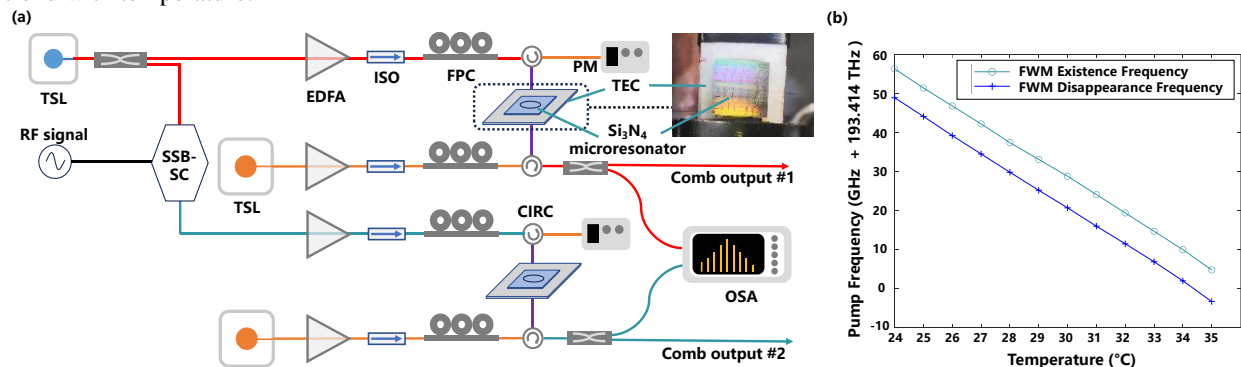 (a)
TSL
EDFA
ISO
FPC
PM
TEC
Si3N4
microresonator
RF signal
SSB-
SC
TSL
Comb output #1
CIRC
OSA
Comb output #2
(b)
FWM Existence Frequency
FWM Disappearance Frequency
Pump Frequency (GHz + 193.414 THz)
60
50
40
30
20
10
0
-10
24 25 26 27 28 29 30 31 32 33 34 35
Temperature (°C)